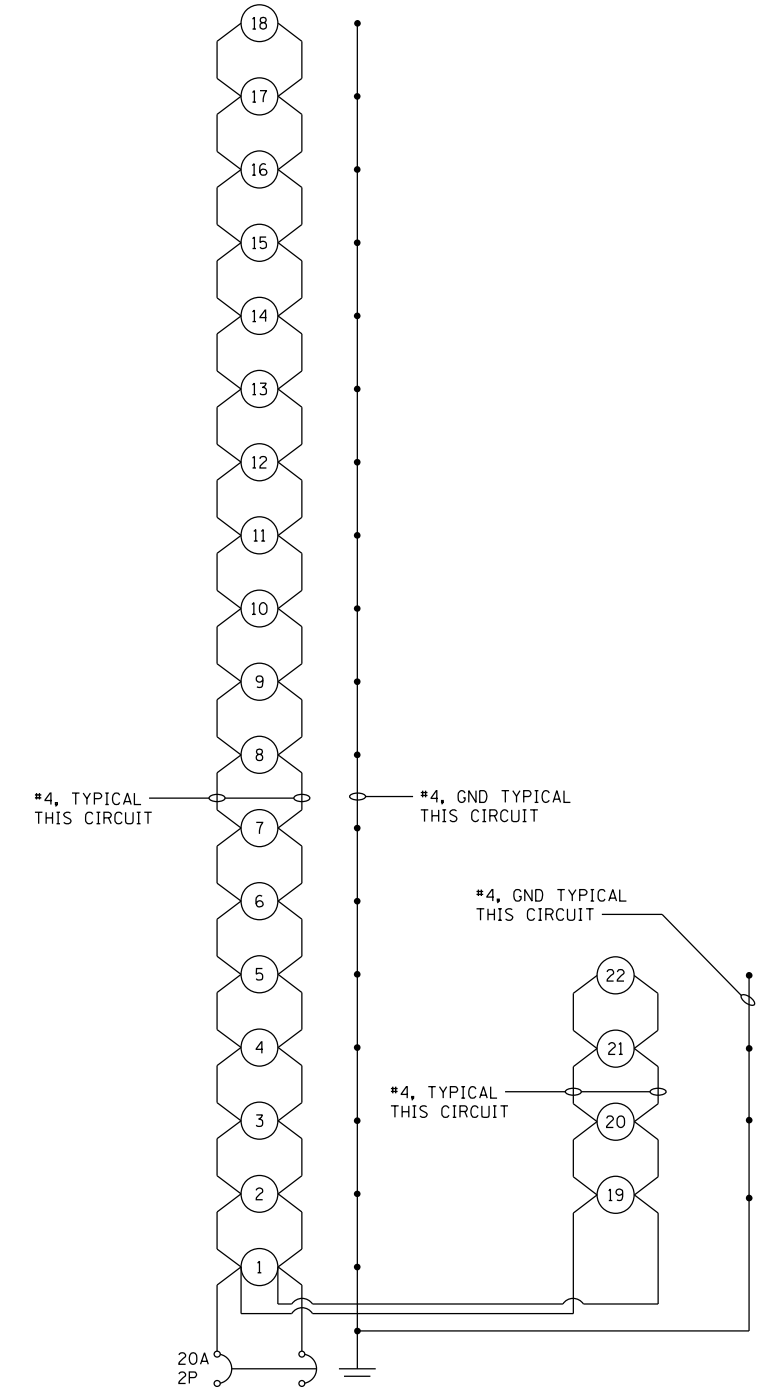 18
17
16
15
14
13
12
11
10
9
8
#4, TYPICAL
THIS CIRCUIT
#4, GND TYPICAL
THIS CIRCUIT
7
6
#4, GND TYPICAL
THIS CIRCUIT
5
22
4
21
#4, TYPICAL
THIS CIRCUIT
3
20
2
19
1
20A
2P